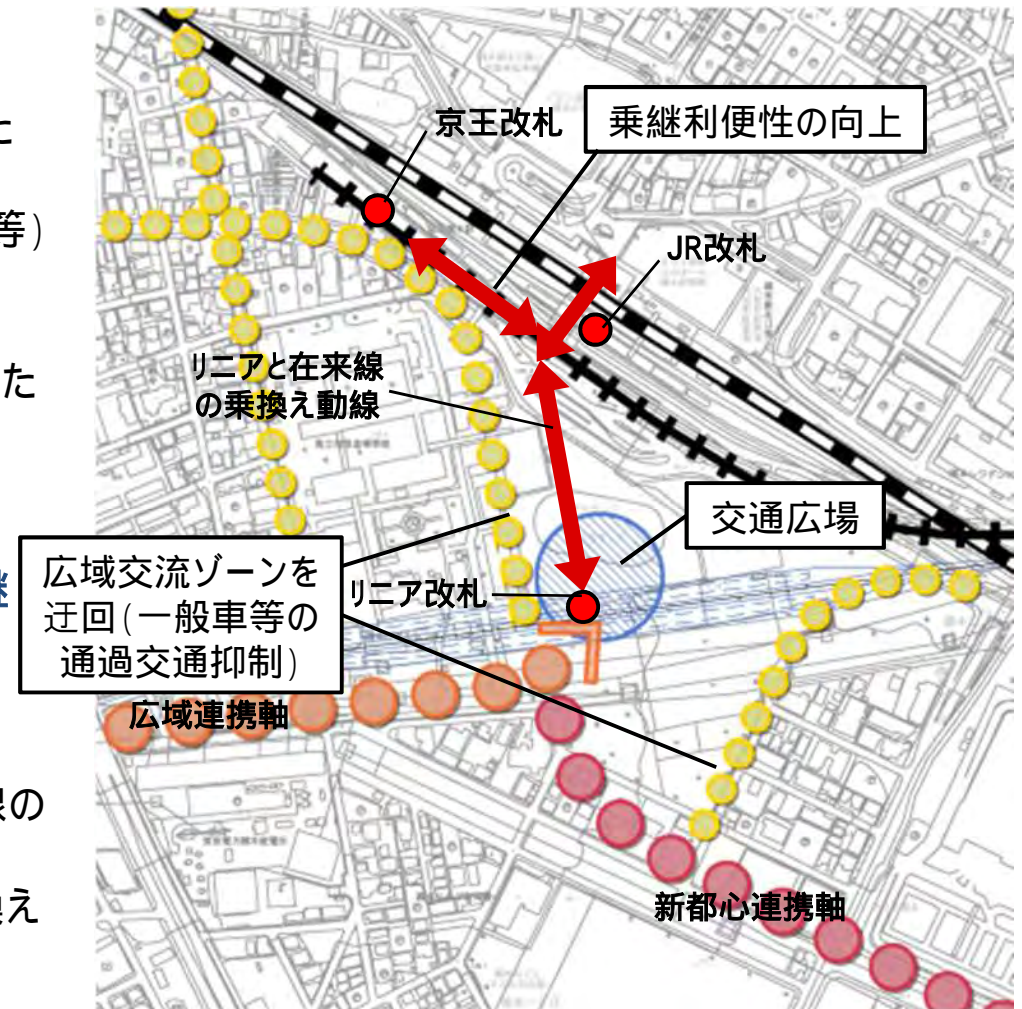 に
等)
た
継
線の
換え
京王改札
乗継利便性の向上
JR改札
リニアと在来線
の乗換え動線
交通広場
広域交流ゾーンを
迂回(一般車等の
通過交通抑制)
リニア改札
広域連携軸
新都心連携軸